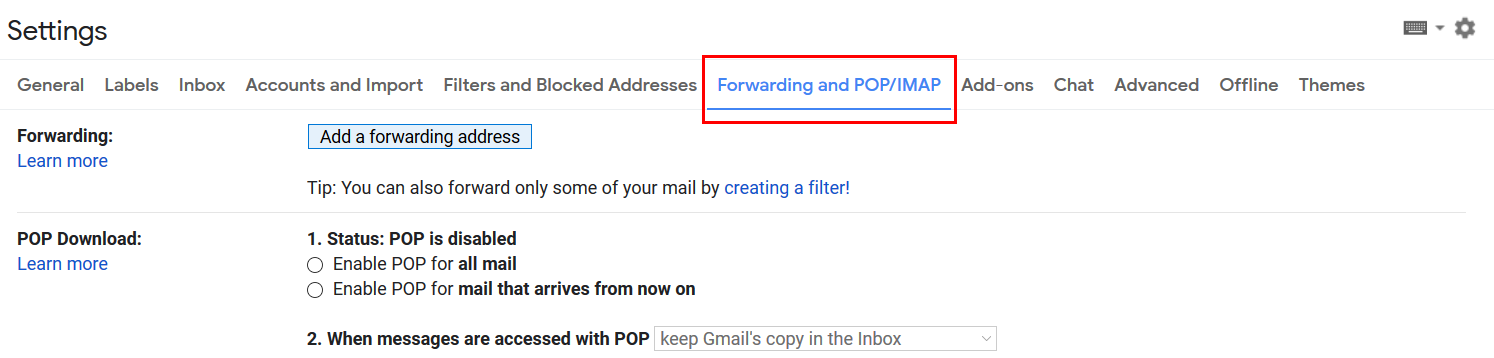 Settings
General Labels Inbox Accounts and Import Filters and Blocked Addresses Forwarding and POP/IMAP Add-ons Chat Advanced Offline Themes
Forwarding: Add a forwarding address
Learn more
Tip: You can also forward only some of your mail by creating a filter!
POP Download: 1. Status: POP is disabled
Learn more Enable POP for all mail
Enable POP for mail that arrives from now on
2. When messages are accessed with POP keep Gmail's copy in the Inbox